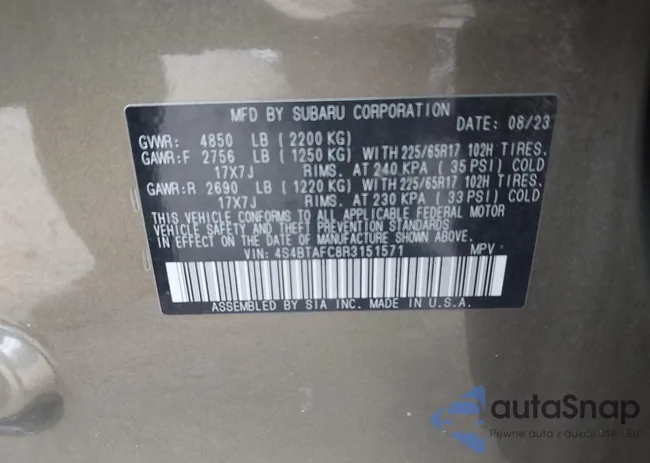 MFD BY SUBARU CORPORATION
DATE: 06/23
GVWR: 4850 LB (2200 KG)
GAWR:F 2756 LB (1250 KG) WITH 225/65R17 102H TIRES.
17X7J RIMS. AT 240 KPA (35 PSI) COLD
GAWR:R 2690 LB (1220 KG) WITH 225/65R17 102H TIRES.
17X7J RIMS. AT 230 KPA (33 PSI) COLD
THIS VEHICLE CONFORMS TO ALL APPLICABLE FEDERAL MOTOR
VEHICLE SAFETY AND THEFT PREVENTION STANDARDS
IN EFFECT ON THE DATE OF MANUFACTURE SHOWN ABOVE.
VIN: 4S4BTAFC8R3151571 MPV
ASSEMBLED BY SIA INC. MADE IN U.S.A.
autaSnap
Pewne auta z aukcji USA - EU